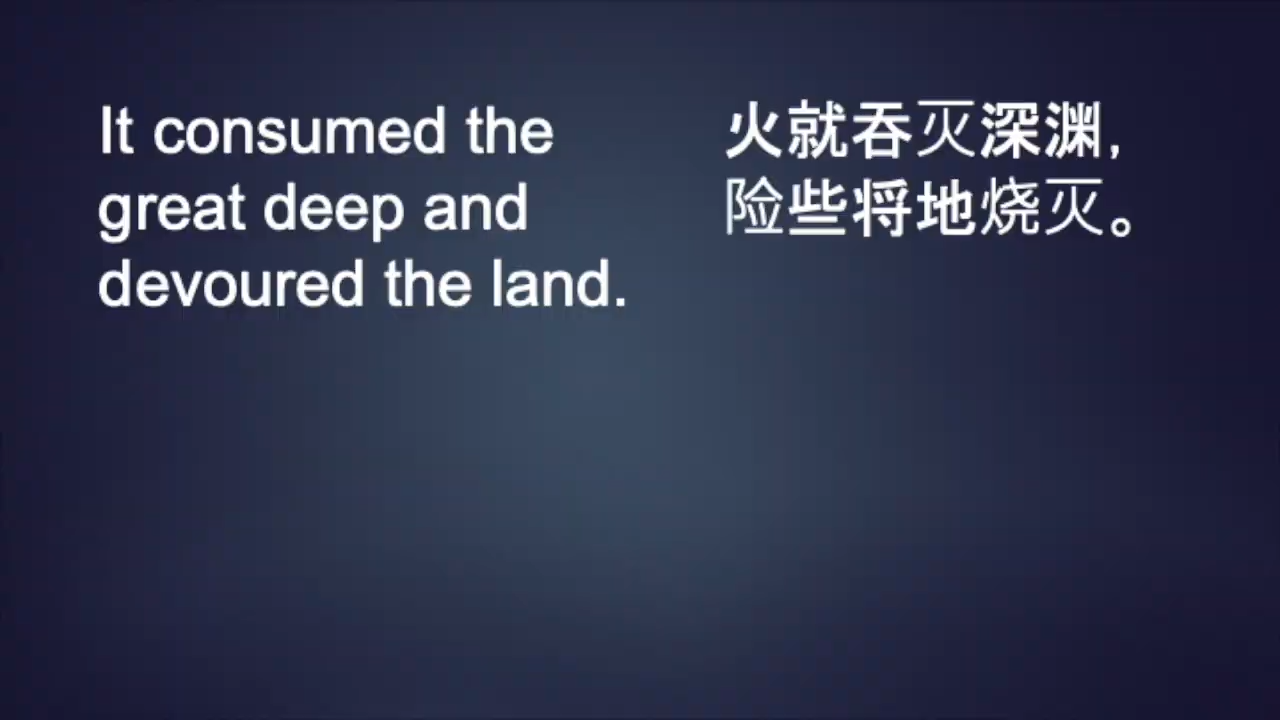 It consumed the
great deep and
devoured the land.
火就吞灭深渊,
险些将地烧灭。